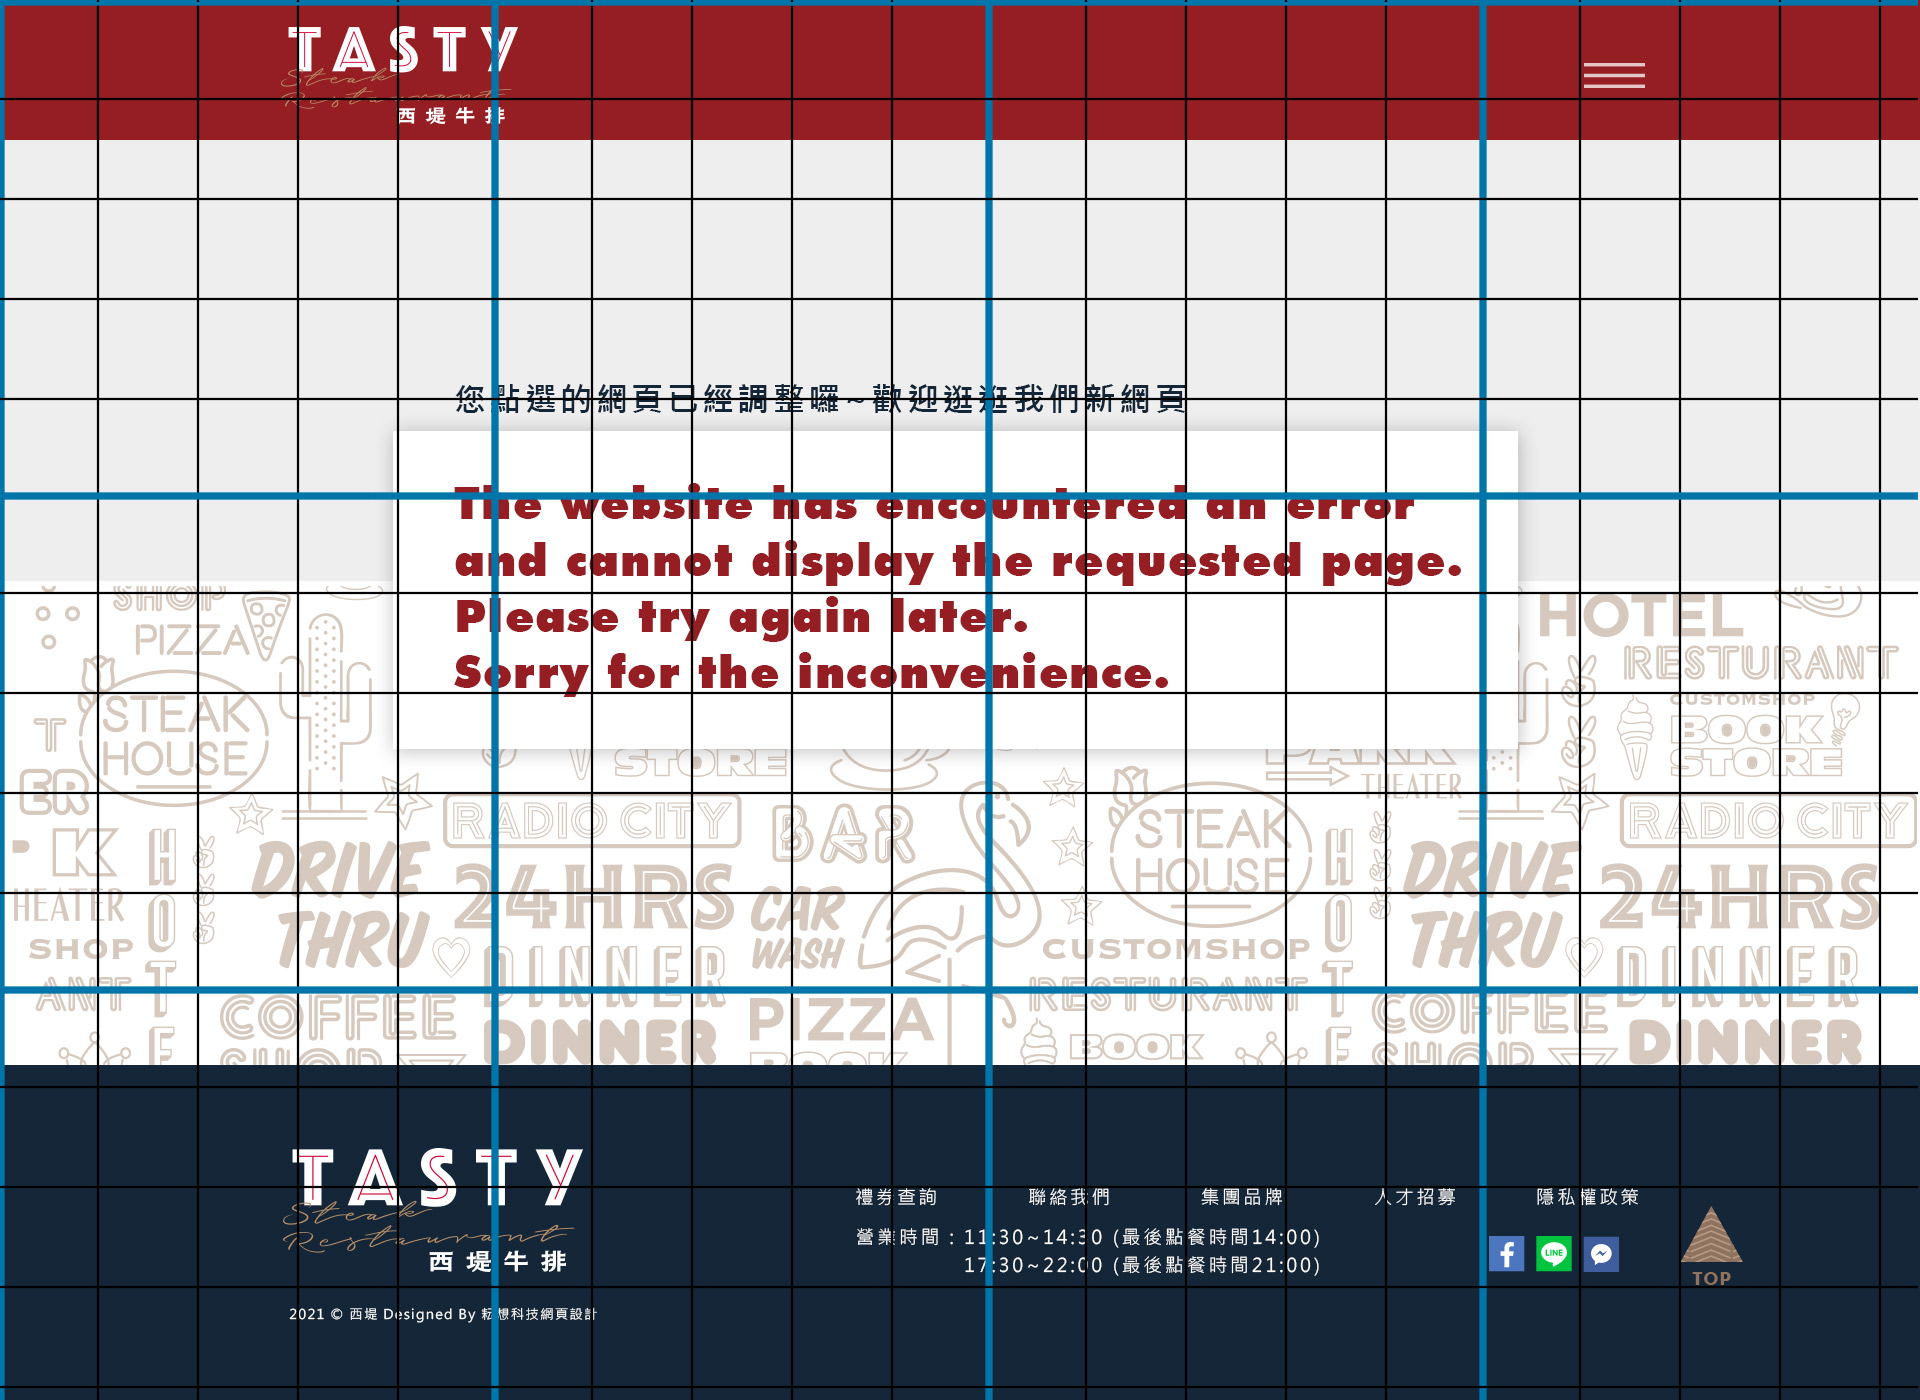 TASTY
Steak
Restaurant
西堤牛排
您點選的網頁已經調整囉~歡迎逛逛我們新網頁
The website has encountered an error
and cannot display the requested page.
Please try again later.
Sorry for the inconvenience.
SHOP
PIZZA
STEAK
HOUSE
T
ER
K
HEATER
SHOP
ANT
HOTE
DRIVE
THRU
COFFEE
SHOP
STORE
RADIO CITY
24HRS
DINNER
DINNER
BAR
CAR
WASH
PIZZA
BOOK
PARK
THEATER
STEAK
HOUSE
CUSTOMSHOP
RESTURANT
BOOK
HOTE
DRIVE
THRU
COFFEE
SHOP
HOTEL
RESTURANT
CUSTOMSHOP
BOOK
STORE
RADIO CITY
24HRS
DINNER
DINNER
TASTY
Steak
Restaurant
西堤牛排
禮券查詢 聯絡我們 集團品牌 人才招募 隱私權政策
營業時間：11:30~14:30 (最後點餐時間14:00)
17:30~22:00 (最後點餐時間21:00)
LINE
TOP
2021 © 西堤 Designed By 耘想科技網頁設計